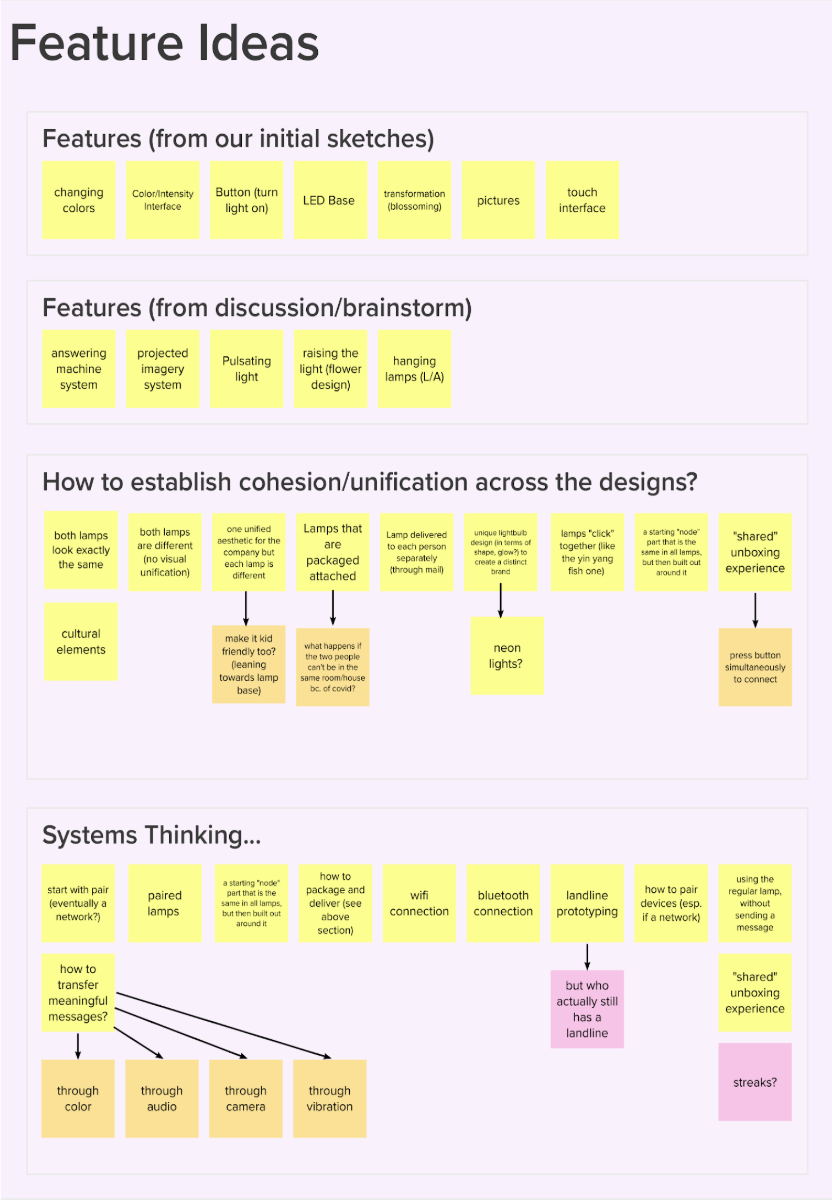 Feature Ideas
Features (from our initial sketches)
changing
colors
Color/Intensity
Interface
Button (turn
light on)
LED Base
transformation
(blossoming)
pictures
touch
interface
Features (from discussion/brainstorm)
answering
machine
system
projected
imagery
system
Pulsating
light
raising the
light (flower
design)
hanging
lamps (L/A)
How to establish cohesion/unification across the designs?
both lamps
look exactly
the same
both lamps
are different
(no visual
unification)
one unified
aesthetic for the
company but
each lamp is
different
Lamps that
are
packaged
attached
Lamp delivered
to each person
separately
(through mail)
unique lightbulb
design (in terms of
shape, glow?) to
create a distinct
brand
lamps "click"
together (like
the yin yang
fish one)
a starting "node"
part that is the
same in all lamps,
but then built out
around it
"shared"
unboxing
experience
cultural
elements
make it kid
friendly too?
(leaning
towards lamp
base)
what happens if
the two people
can't be in the
same room/house
bc. of covid?
neon
lights?
press button
simultaneously
to connect
Systems Thinking...
start with pair
(eventually a
network?)
paired
lamps
a starting "node"
part that is the
same in all lamps,
but then built out
around it
how to
package and
deliver (see
above
section)
wifi
connection
bluetooth
connection
landline
prototyping
how to pair
devices (esp.
if a network)
using the
regular lamp,
without
sending a
message
how to
transfer
meaningful
messages?
but who
actually still
has a
landline
"shared"
unboxing
experience
through
color
through
audio
through
camera
through
vibration
streaks?